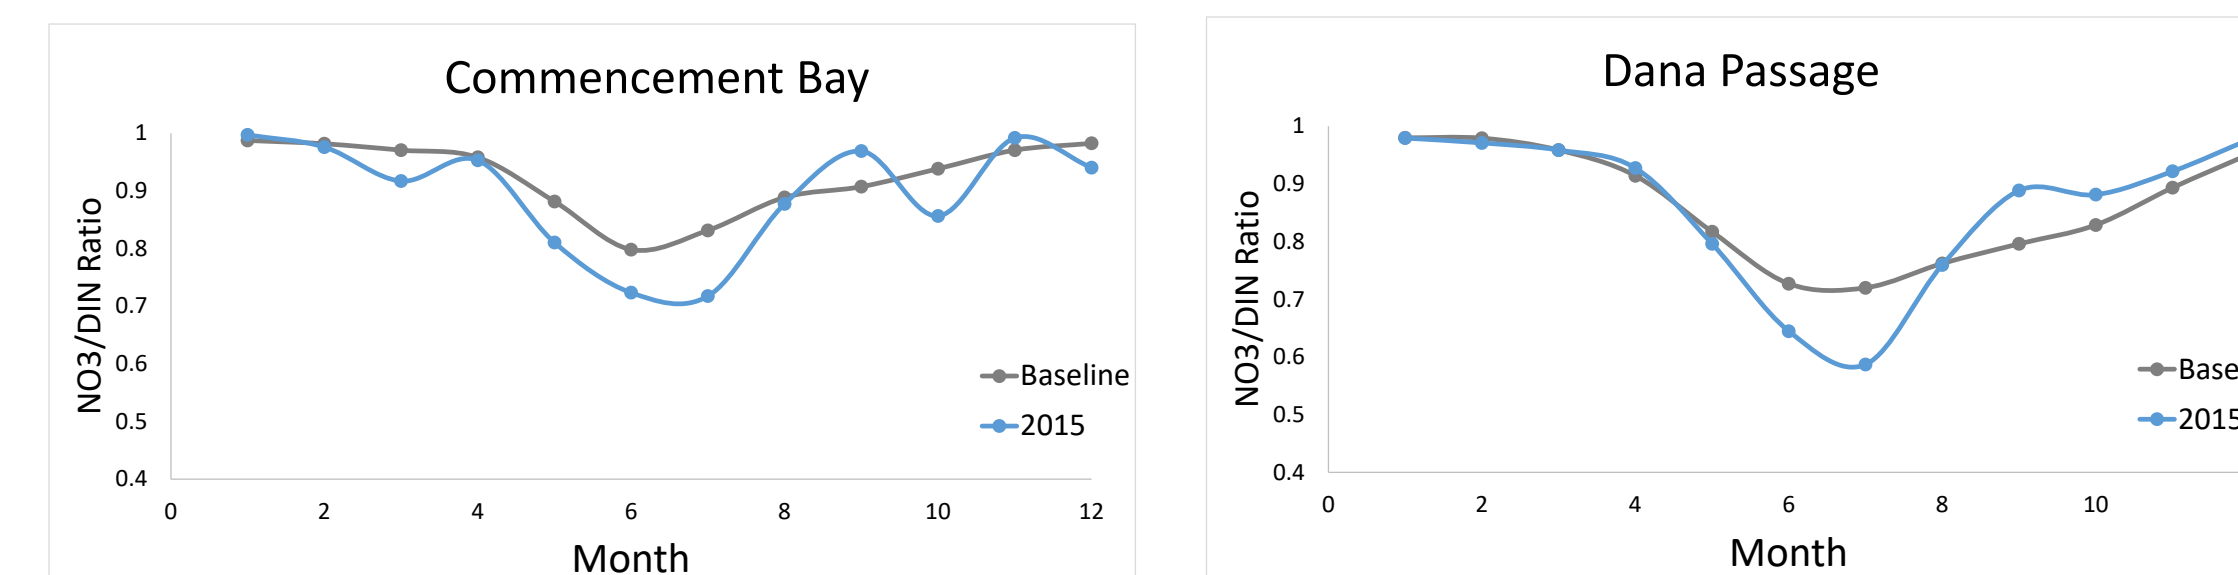 Commencement Bay
1
0.9
0.8
0.7
0.6
0.5
0.4
NO3/DIN Ratio
0 2 4 6 8 10 12
Month
Baseline
2015
Dana Passage
1
0.9
0.8
0.7
0.6
0.5
0.4
NO3/DIN Ratio
0 2 4 6 8 10
Month
Base
2015